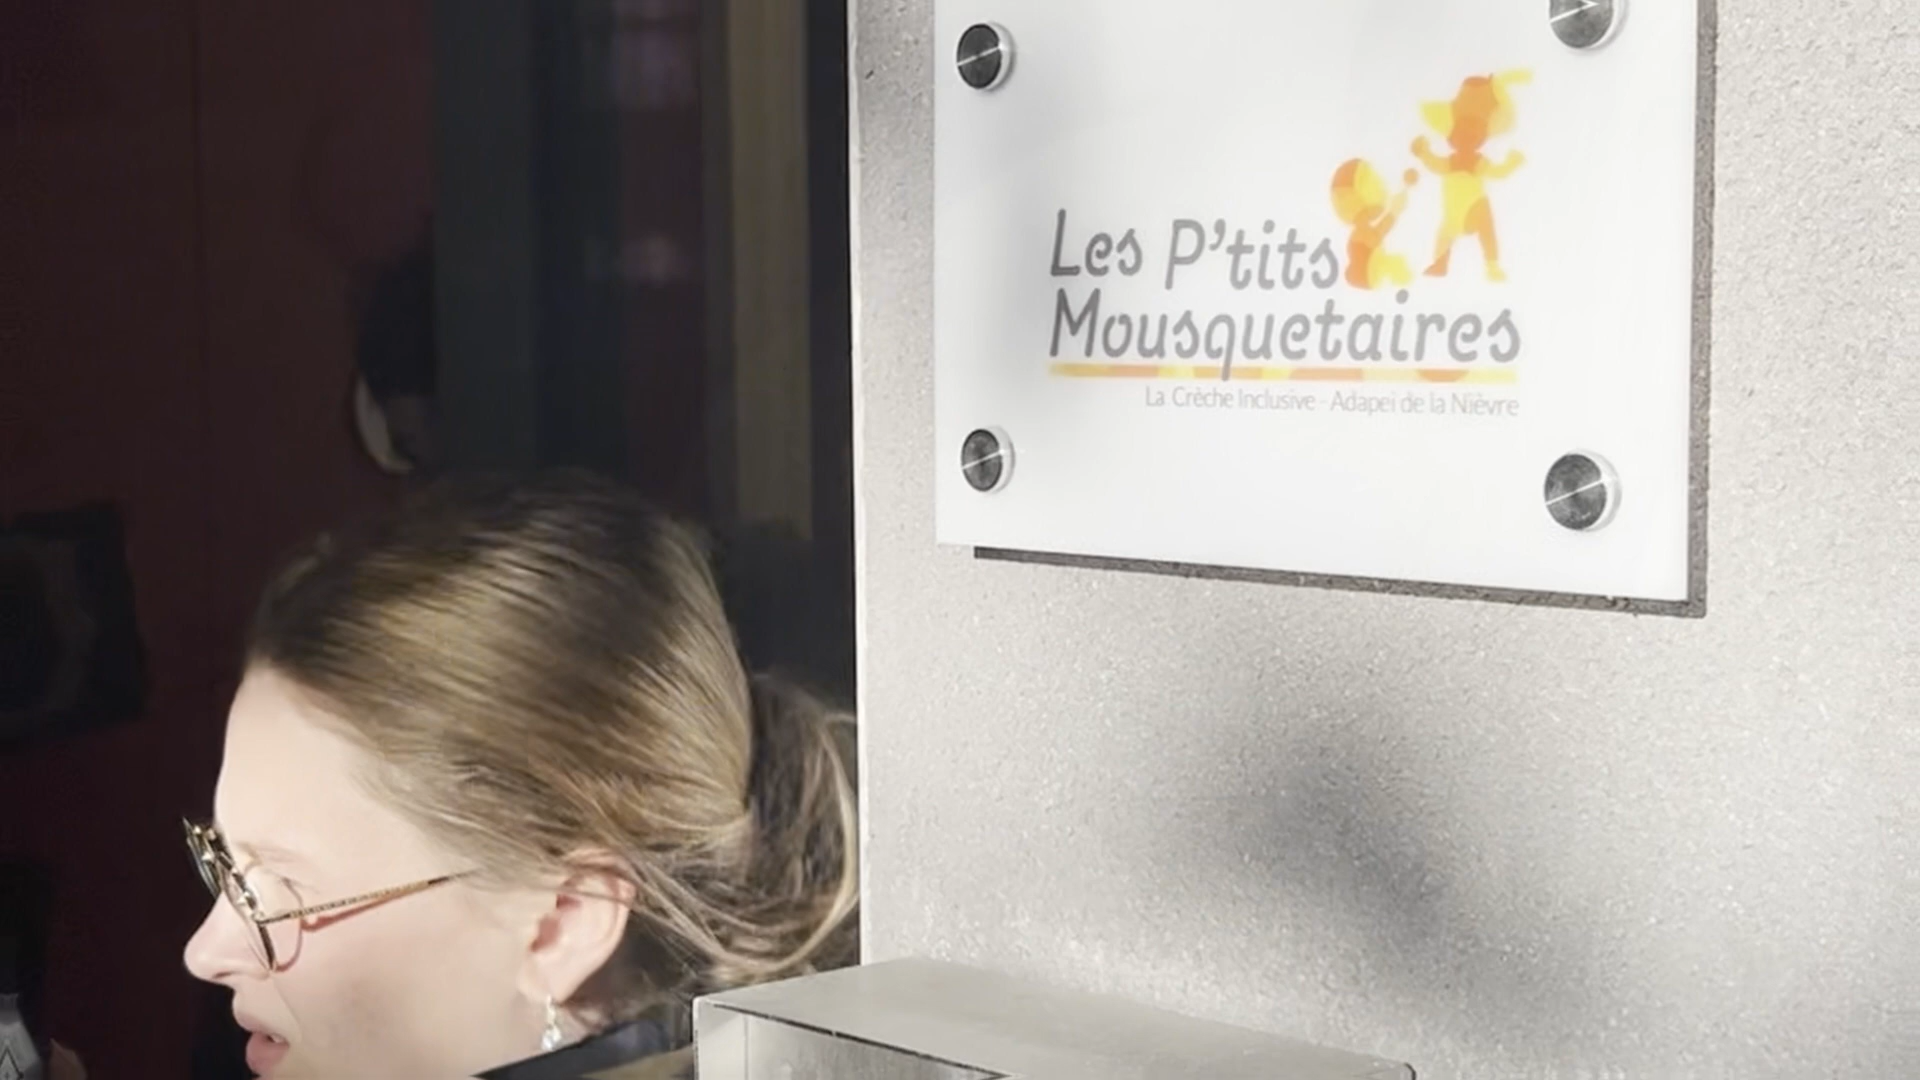 Les P'tits
Mousquetaires
La Crèche Inclusive - Adapei de la Nièvre